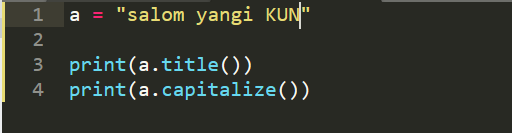 1 a = "salom yangi KUN"
2
3 print(a.title())
4 print(a.capitalize())